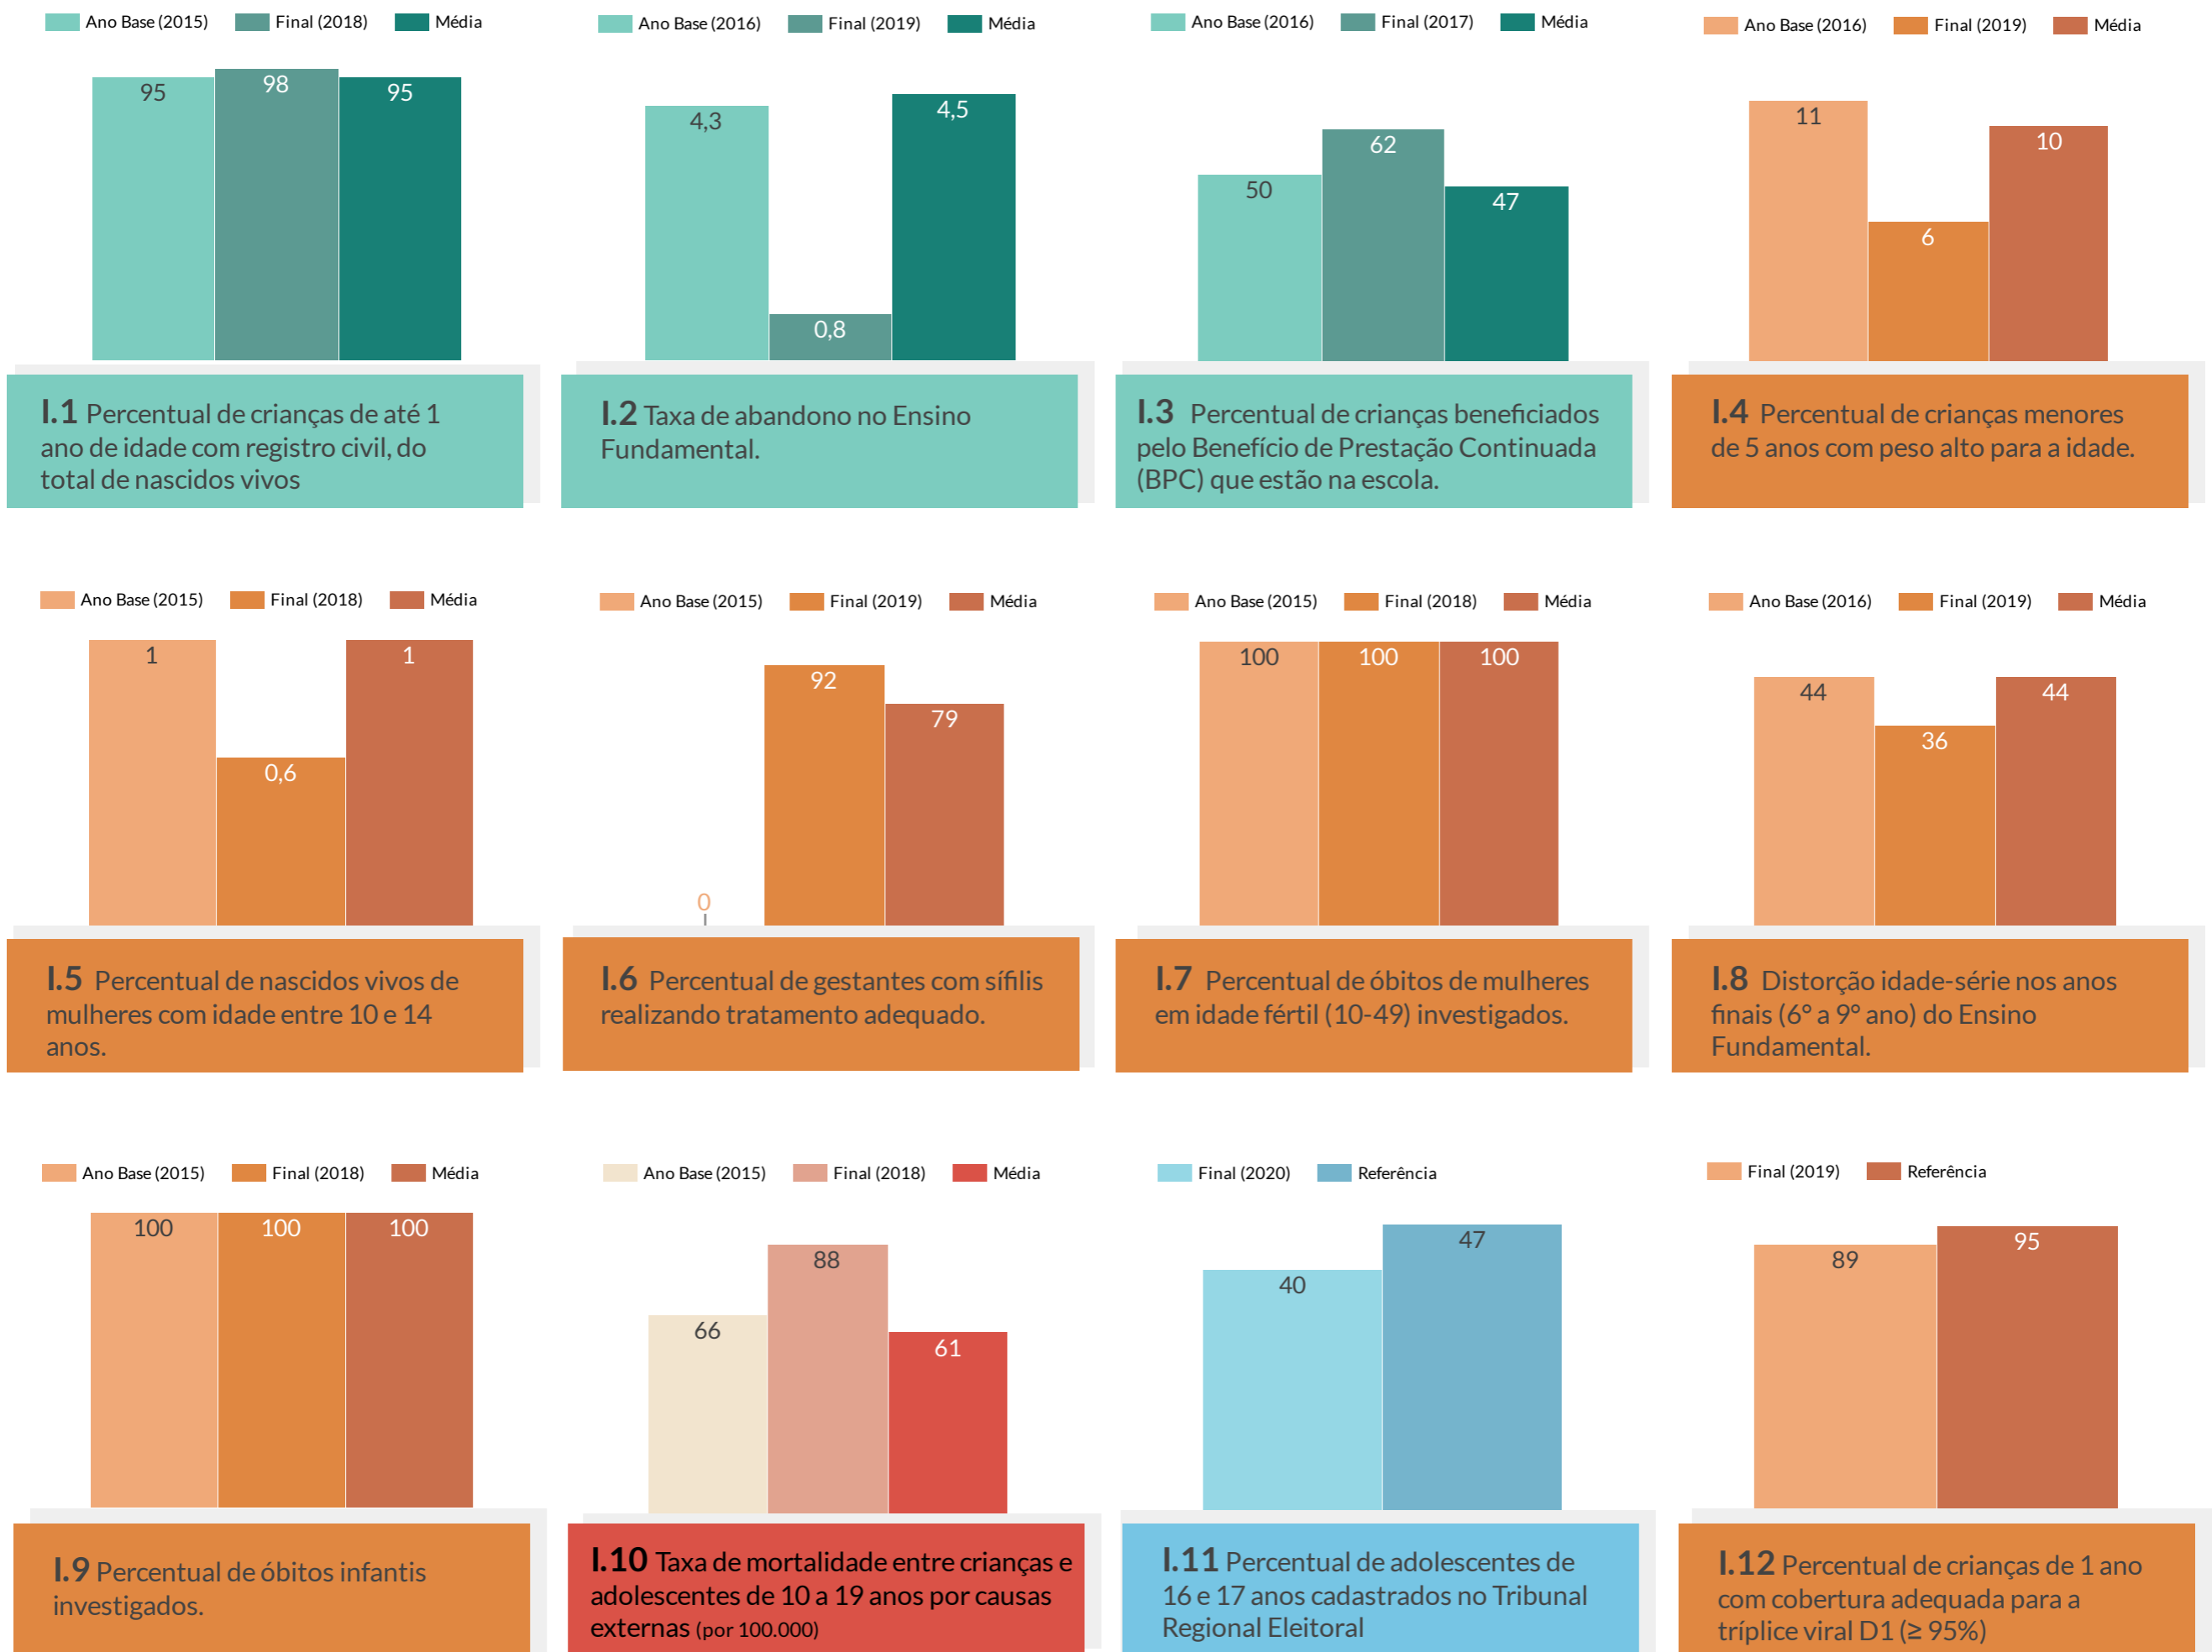 Ano Base (2015) Final (2018) Média
95 98 95
I.1 Percentual de crianças de até 1
ano de idade com registro civil, do
total de nascidos vivos
Ano Base (2016) Final (2019) Média
4,3 0,8 4,5
I.2 Taxa de abandono no Ensino
Fundamental.
Ano Base (2016) Final (2017) Média
50 62 47
I.3 Percentual de crianças beneficiados
pelo Benefício de Prestação Continuada
(BPC) que estão na escola.
Ano Base (2016) Final (2019) Média
11 6 10
I.4 Percentual de crianças menores
de 5 anos com peso alto para a idade.
Ano Base (2015) Final (2018) Média
1 0,6 1
I.5 Percentual de nascidos vivos de
mulheres com idade entre 10 e 14
anos.
Ano Base (2015) Final (2019) Média
0 92 79
I.6 Percentual de gestantes com sífilis
realizando tratamento adequado.
Ano Base (2015) Final (2018) Média
100 100 100
I.7 Percentual de óbitos de mulheres
em idade fértil (10-49) investigados.
Ano Base (2016) Final (2019) Média
44 36 44
I.8 Distorção idade-série nos anos
finais (6º a 9º ano) do Ensino
Fundamental.
Ano Base (2015) Final (2018) Média
100 100 100
I.9 Percentual de óbitos infantis
investigados.
Ano Base (2015) Final (2018) Média
66 88 61
I.10 Taxa de mortalidade entre crianças e
adolescentes de 10 a 19 anos por causas
externas (por 100.000)
Final (2020) Referência
40 47
I.11 Percentual de adolescentes de
16 e 17 anos cadastrados no Tribunal
Regional Eleitoral
Final (2019) Referência
89 95
I.12 Percentual de crianças de 1 ano
com cobertura adequada para a
tríplice viral D1 (≥ 95%)